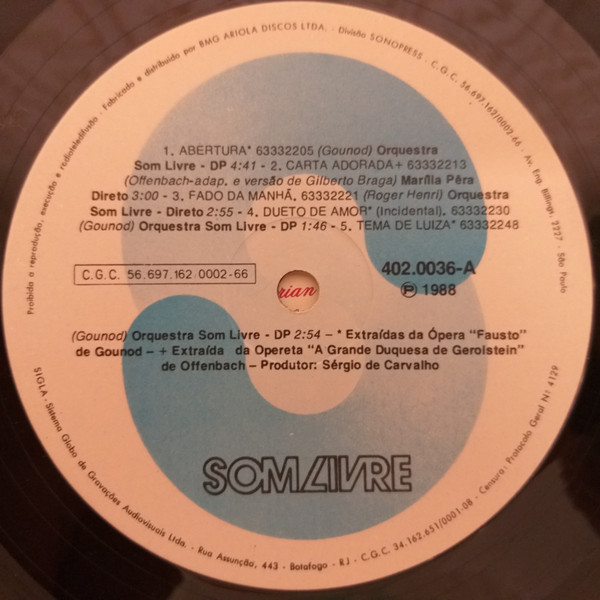 Proibida a reprodução, execução e radioteledifusão - Fabricado e distribuído por BMG ARIOLA DISCOS LTDA. - Divisão SONOPRESS - C.G.C. 56.697.162/0002-66 - Av. Eng. Billings, 2227 - São Paulo
1. ABERTURA* 63332205 (Gounod) Orquestra
Som Livre - DP 4:41 - 2. CARTA ADORADA+ 63332213
(Offenbach-adap. e versão de Gilberto Braga) Marília Pêra
Direto 3:00 - 3. FADO DA MANHÃ. 63332221 (Roger Henri) Orquestra
Som Livre - Direto 2:55 - 4. DUETO DE AMOR* (Incidental). 63332230
(Gounod) Orquestra Som Livre - DP 1:46 - 5. TEMA DE LUIZA* 63332248
C.G.C. 56.697.162 0002-66
402.0036-A
℗ 1988
rian
(Gounod) Orquestra Som Livre - DP 2:54 – * Extraídas da Ópera "Fausto"
de Gounod – + Extraída da Opereta "A Grande Duquesa de Gerolstein"
de Offenbach – Produtor: Sérgio de Carvalho
SOM LIVRE
SIGLA - Sistema Globo de Gravações Audiovisuais Ltda. - Rua Assunção, 443 - Botafogo - RJ - C.G.C. 34.162.651/0001-08 - Censura: Protocolo Geral Nº 4129